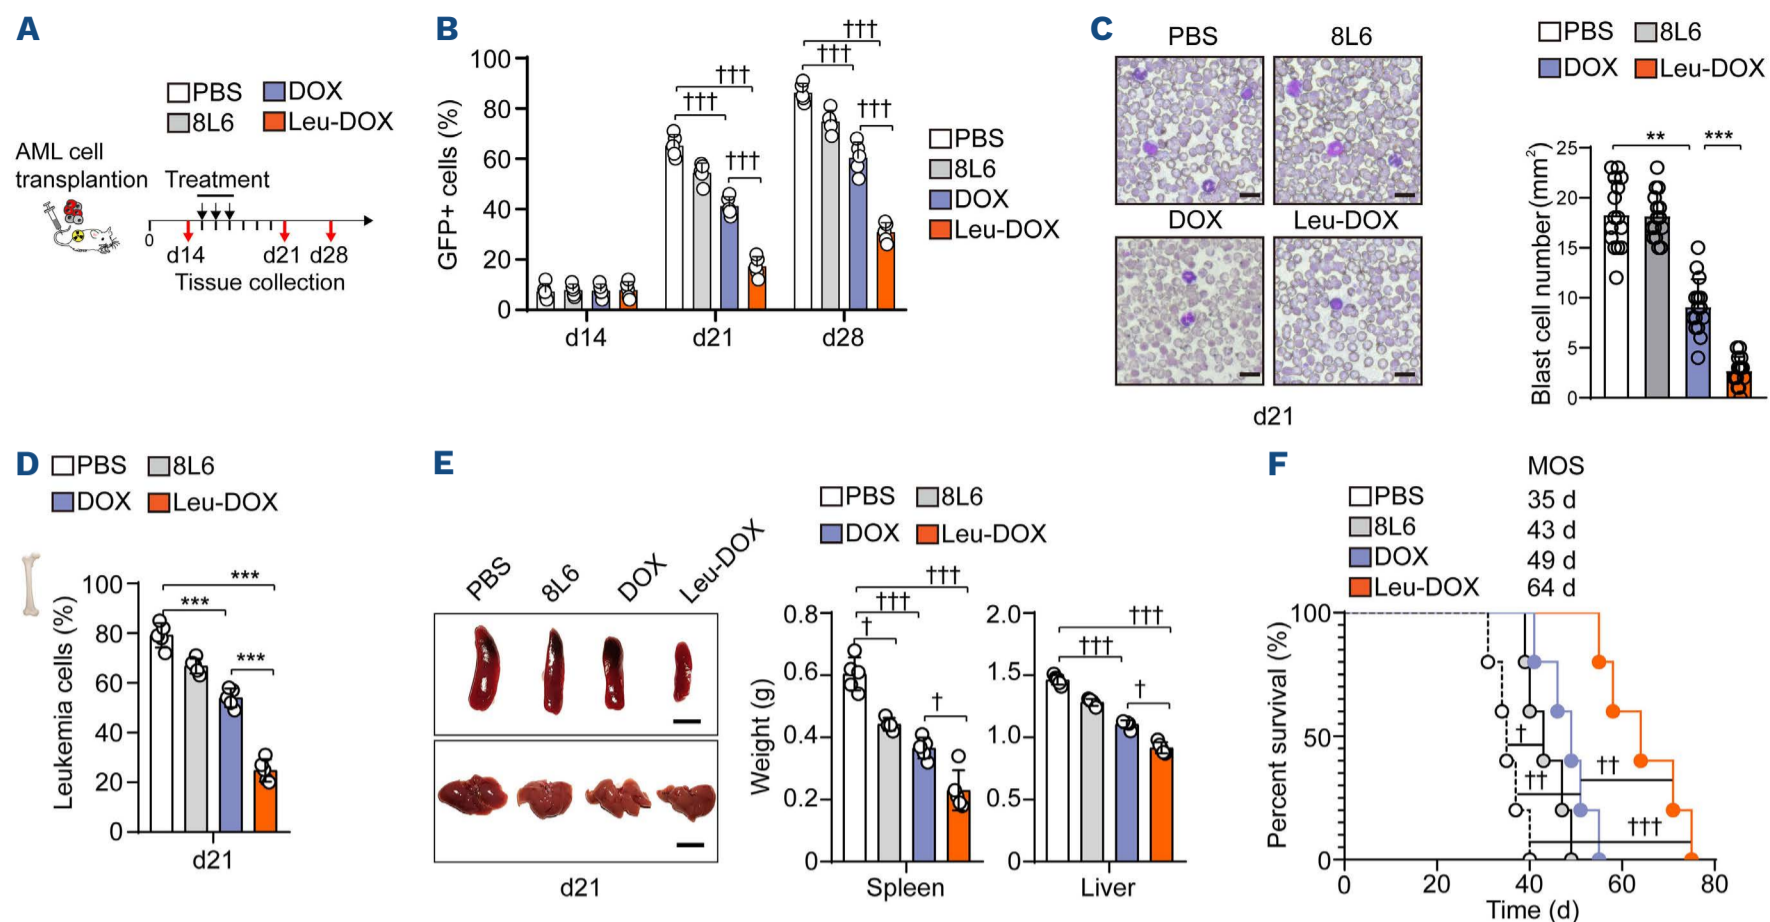 A
PBS DOX
8L6 Leu-DOX
AML cell
transplantion
Treatment
0
d14 d21 d28
Tissue collection
B
GFP+ cells (%)
100
80
60
40
20
0
†††
†††
†††
†††
†††
†††
d14 d21 d28
PBS
8L6
DOX
Leu-DOX
C
PBS 8L6
DOX Leu-DOX
d21
PBS 8L6
DOX Leu-DOX
Blast cell number (mm²)
25
20
15
10
5
0
** ***
D
PBS 8L6
DOX Leu-DOX
Leukemia cells (%)
100
80
60
40
20
0
***
***
***
d21
E
PBS 8L6 DOX Leu-DOX
d21
PBS 8L6
DOX Leu-DOX
Weight (g)
0.8
0.6
0.4
0.2
0
†††
†††
†
†
Spleen
2.0
1.5
1.0
0.5
0
†††
†††
†
Liver
F
MOS
PBS 35 d
8L6 43 d
DOX 49 d
Leu-DOX 64 d
Percent survival (%)
100
50
0
†
††
††
†††
0 20 40 60 80
Time (d)